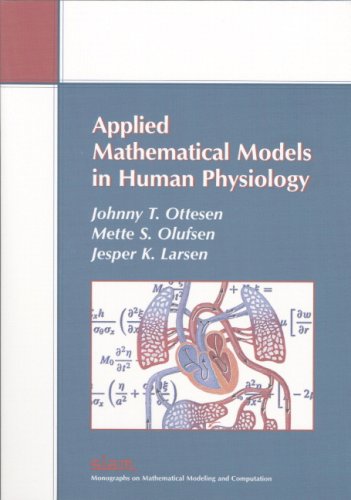 Applied
Mathematical Models
in Human Physiology
Johnny T. Ottesen
Mette S. Olufsen
Jesper K. Larsen
siam
Monographs on Mathematical Modeling and Computation